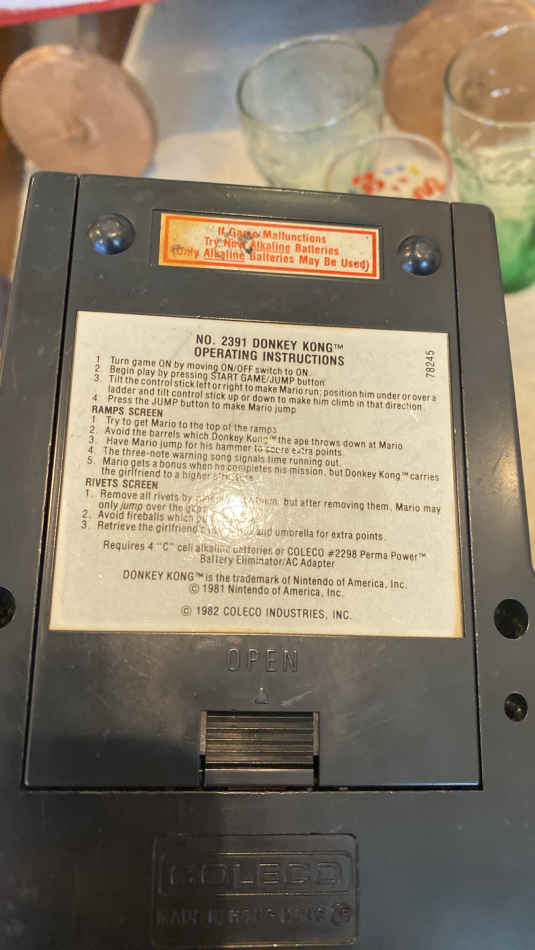 If Game Malfunctions
Try New Alkaline Batteries
(Only Alkaline Batteries May Be Used)
NO. 2391 DONKEY KONG™
OPERATING INSTRUCTIONS
78245
1 Turn game ON by moving ON/OFF switch to ON.
2. Begin play by pressing START GAME/JUMP button
3. Tilt the control stick left or right to make Mario run; position him under or over a
ladder and tilt control stick up or down to make him climb in that direction.
4. Press the JUMP button to make Mario jump
RAMPS SCREEN
1 Try to get Mario to the top of the ramps
2. Avoid the barrels which Donkey Kong™ the ape throws down at Mario
3. Have Mario jump for his hammer to score extra points.
4. The three-note warning song signals time running out.
5. Mario gets a bonus when he completes his mission, but Donkey Kong™ carries
the girlfriend to a higher
RIVETS SCREEN
1. Remove all rivets by them, but after removing them, Mario may
only jump over the gaps
2. Avoid fireballs which
3. Retrieve the girlfriend's and umbrella for extra points.
Requires 4 "C" cell alkaline batteries or COLECO #2298 Perma Power™
Battery Eliminator/AC Adapter
DONKEY KONG™ is the trademark of Nintendo of America, Inc.
© 1981 Nintendo of America, Inc.
© 1982 COLECO INDUSTRIES, INC.
OPEN
COLECO
MADE IN HONG KONG